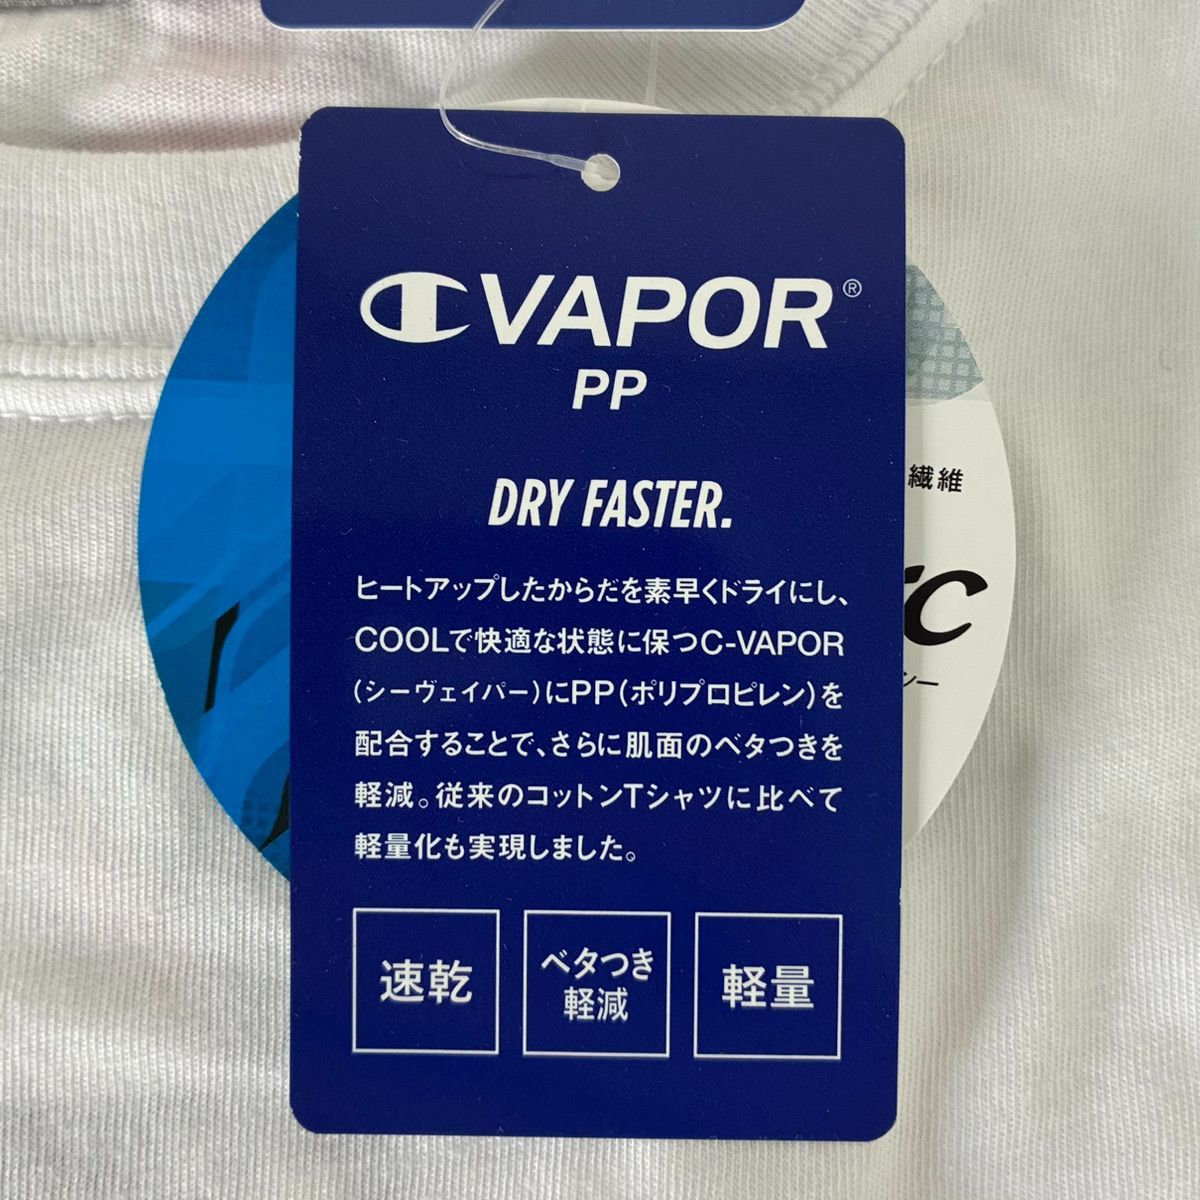 C VAPOR®
PP
DRY FASTER.
ヒートアップしたからだを素早くドライにし、
COOLで快適な状態に保つC-VAPOR
(シーヴェイパー)にPP(ポリプロピレン)を
配合することで、さらに肌面のベタつきを
軽減。従来のコットンTシャツに比べて
軽量化も実現しました。
速乾
ベタつき
軽減
軽量
繊維